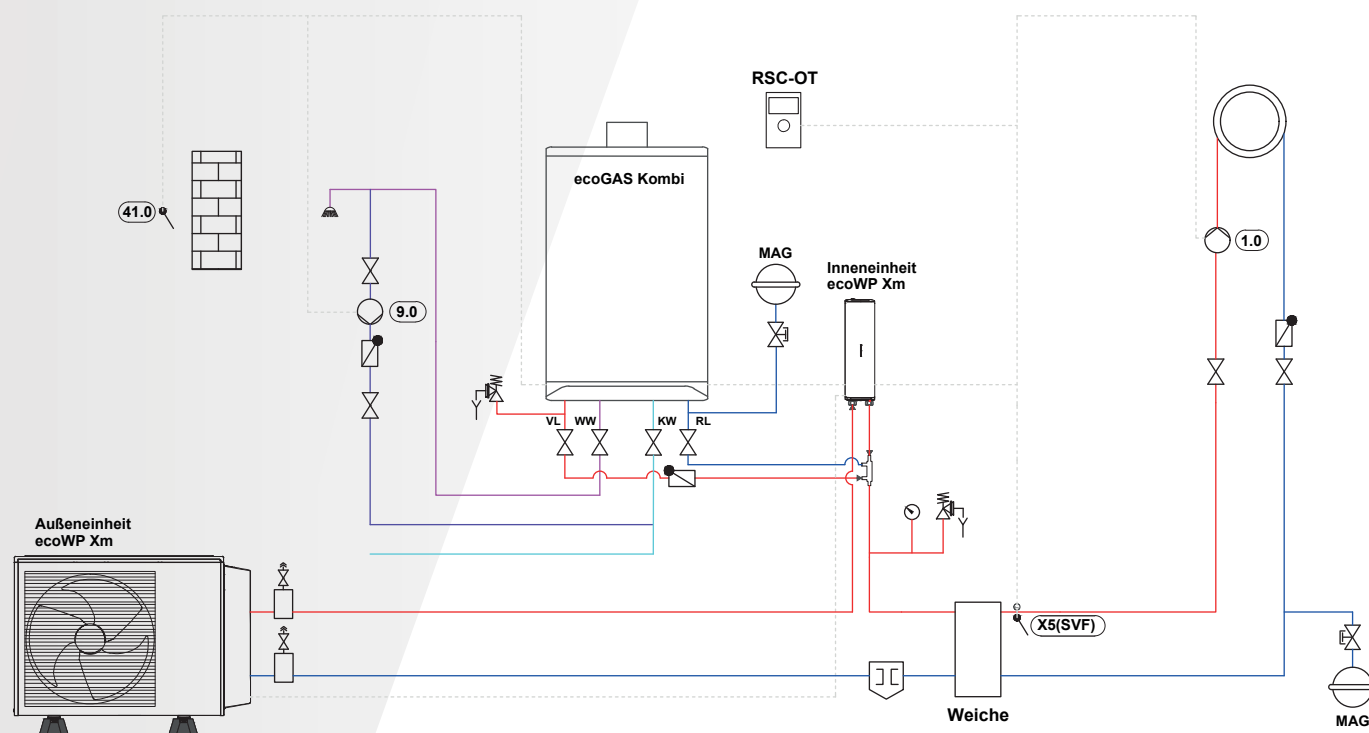 RSC-OT
ecoGAS Kombi
41.0
MAG
1.0
Inneneinheit
ecoWP Xm
9.0
VL
WW
KW
RL
Außeneinheit
ecoWP Xm
X5(SVF)
Weiche
MAG